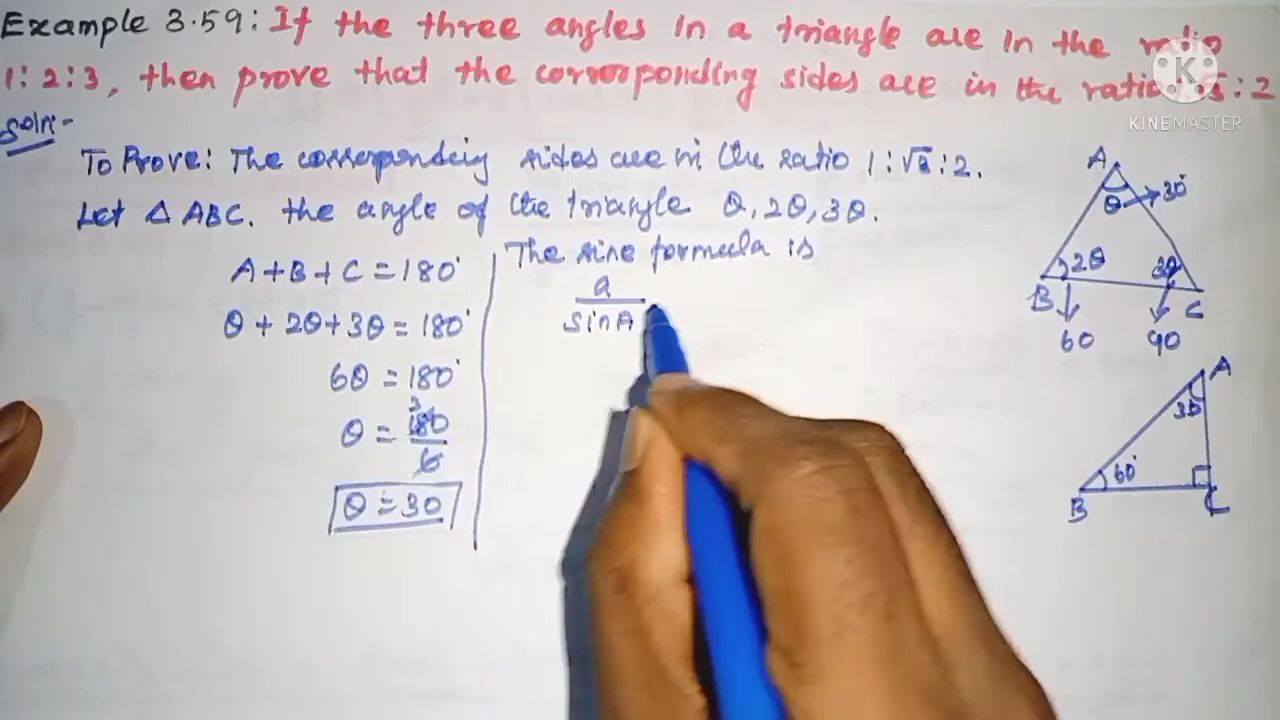 Example 3.59: If the three angles in a triangle are in the ratio
1:2:3, then prove that the corresponding sides are in the ratio :2
Soln:-
To Prove: The correspondeing sides are in the ratio 1:√3:2.
Let Δ ABC. the angle of the triangle θ, 2θ, 3θ.
A+B+C=180°
θ + 2θ+3θ = 180°
6θ = 180°
θ = 180/6
3
θ = 30
The sine formula is
a
sinA
A
θ 30°
2θ 3θ
B C
60 90
A
30
60°
B C
KINEMASTER
K